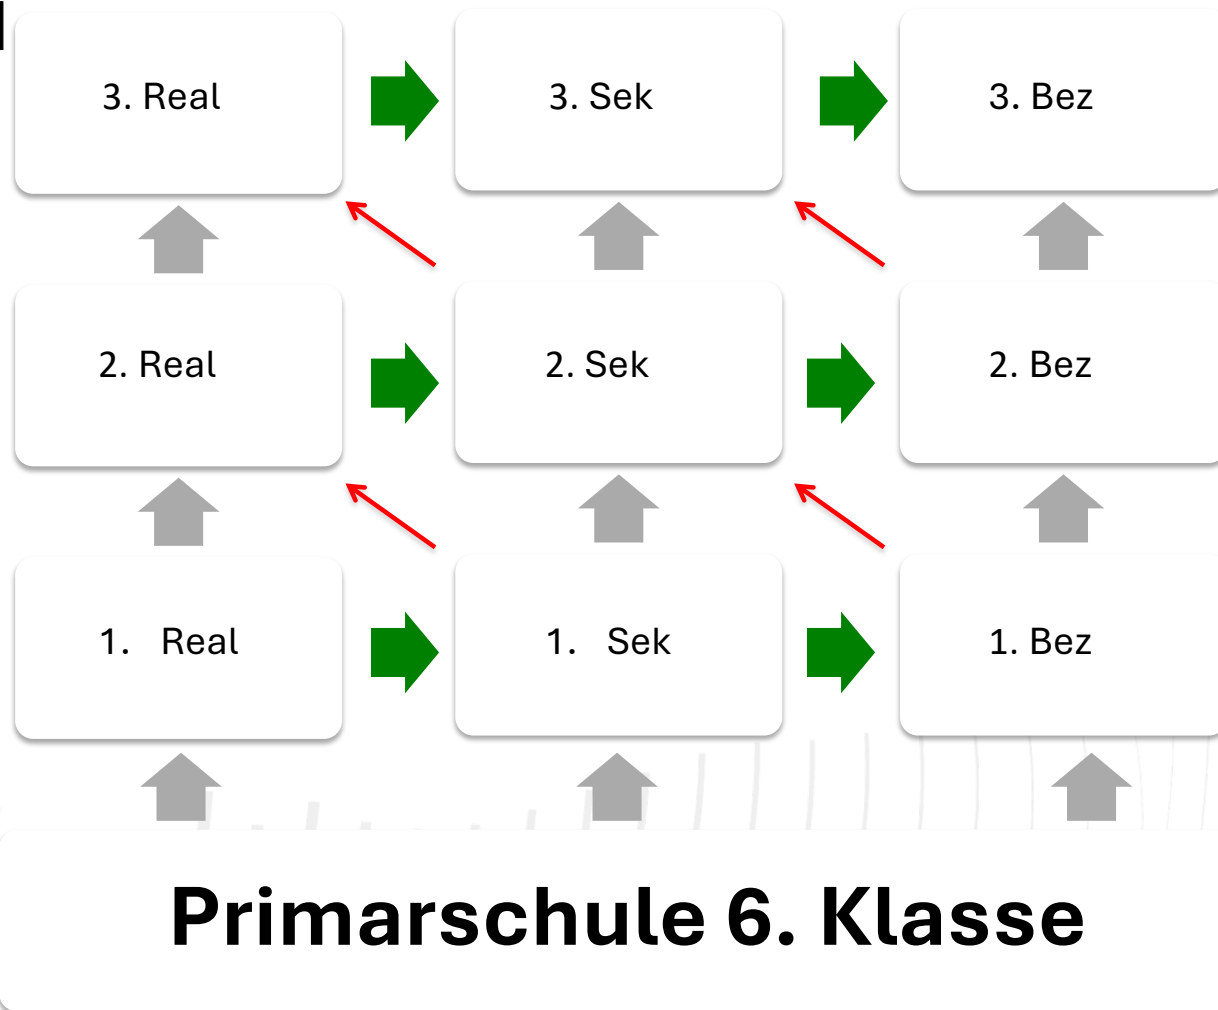 3. Real
3. Sek
3. Bez
2. Real
2. Sek
2. Bez
1. Real
1. Sek
1. Bez
Primarschule 6. Klasse